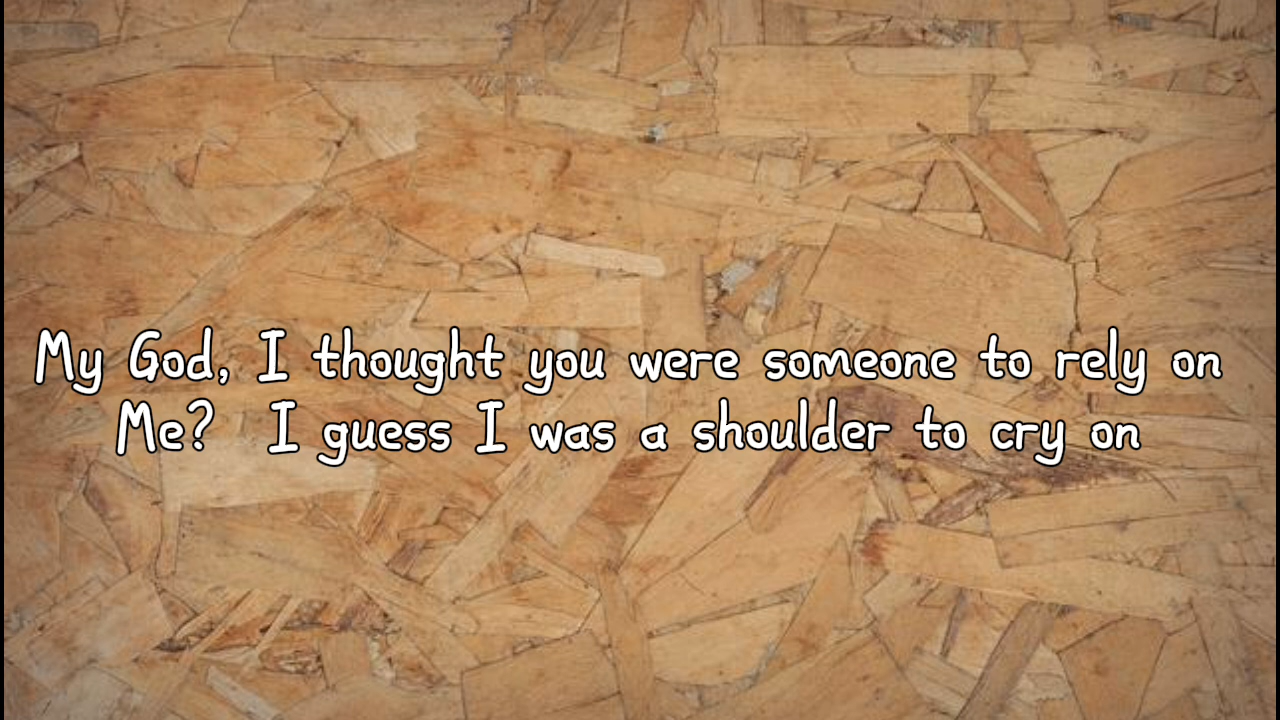 My God, I thought you were someone to rely on
Me? I guess I was a shoulder to cry on